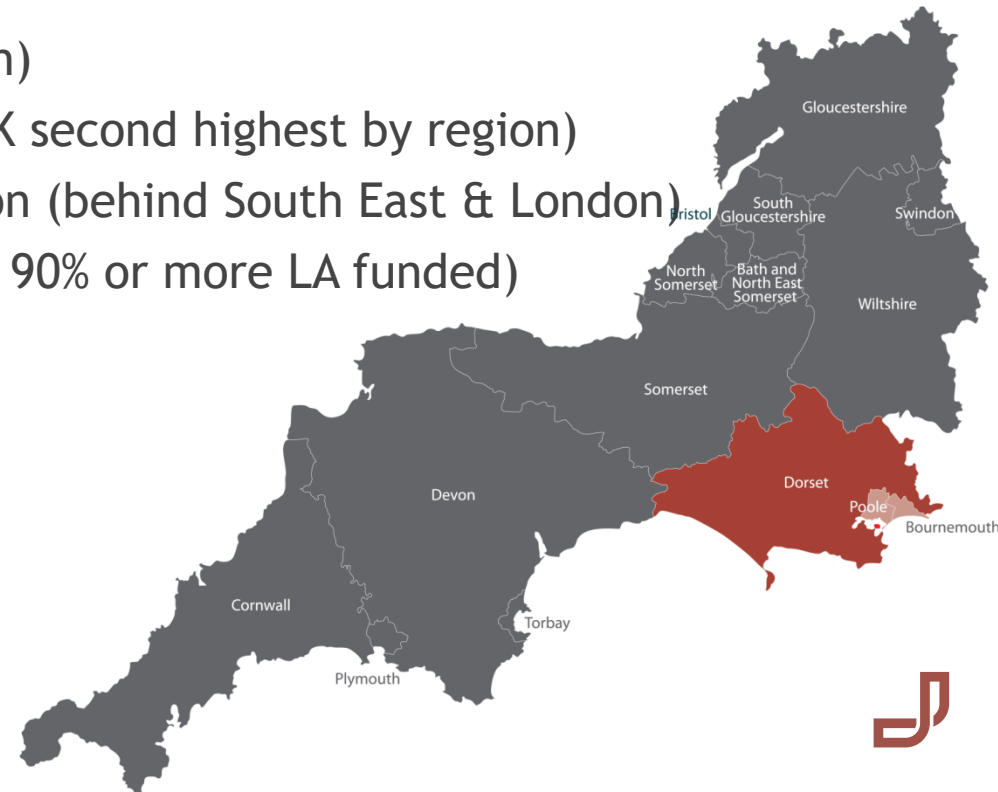 n)
K second highest by region)
on (behind South East & London)
90% or more LA funded)
Gloucestershire
Bristol
South
Gloucestershire
Swindon
North
Somerset
Bath and
North East
Somerset
Wiltshire
Somerset
Devon
Dorset
Poole
Bournemouth
Cornwall
Torbay
Plymouth